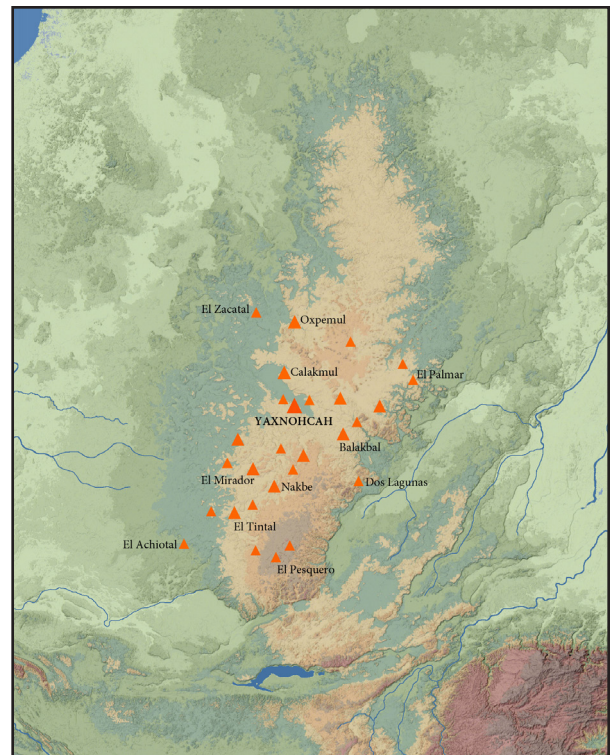 El Zacatal
Oxpemul
Calakmul
El Palmar
YAXNOHCAH
Balakbal
El Mirador
Nakbe
Dos Lagunas
El Tintal
El Achiotal
El Pesquero